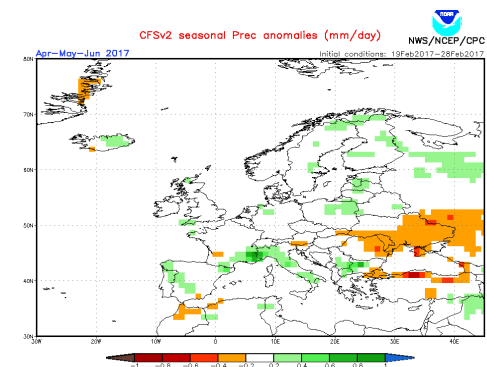 NOAA
CFSv2 seasonal Prec anomalies (mm/day)
NWS/NCEP/CPC
Apr-May-Jun 2017
Initial conditions: 19Feb2017-28Feb2017
80N
70N
60N
50N
40N
30N
30W 20W 10W 0 10E 20E 30E 40E
-1 -0.8 -0.6 -0.4 -0.2 0.2 0.4 0.6 0.8 1